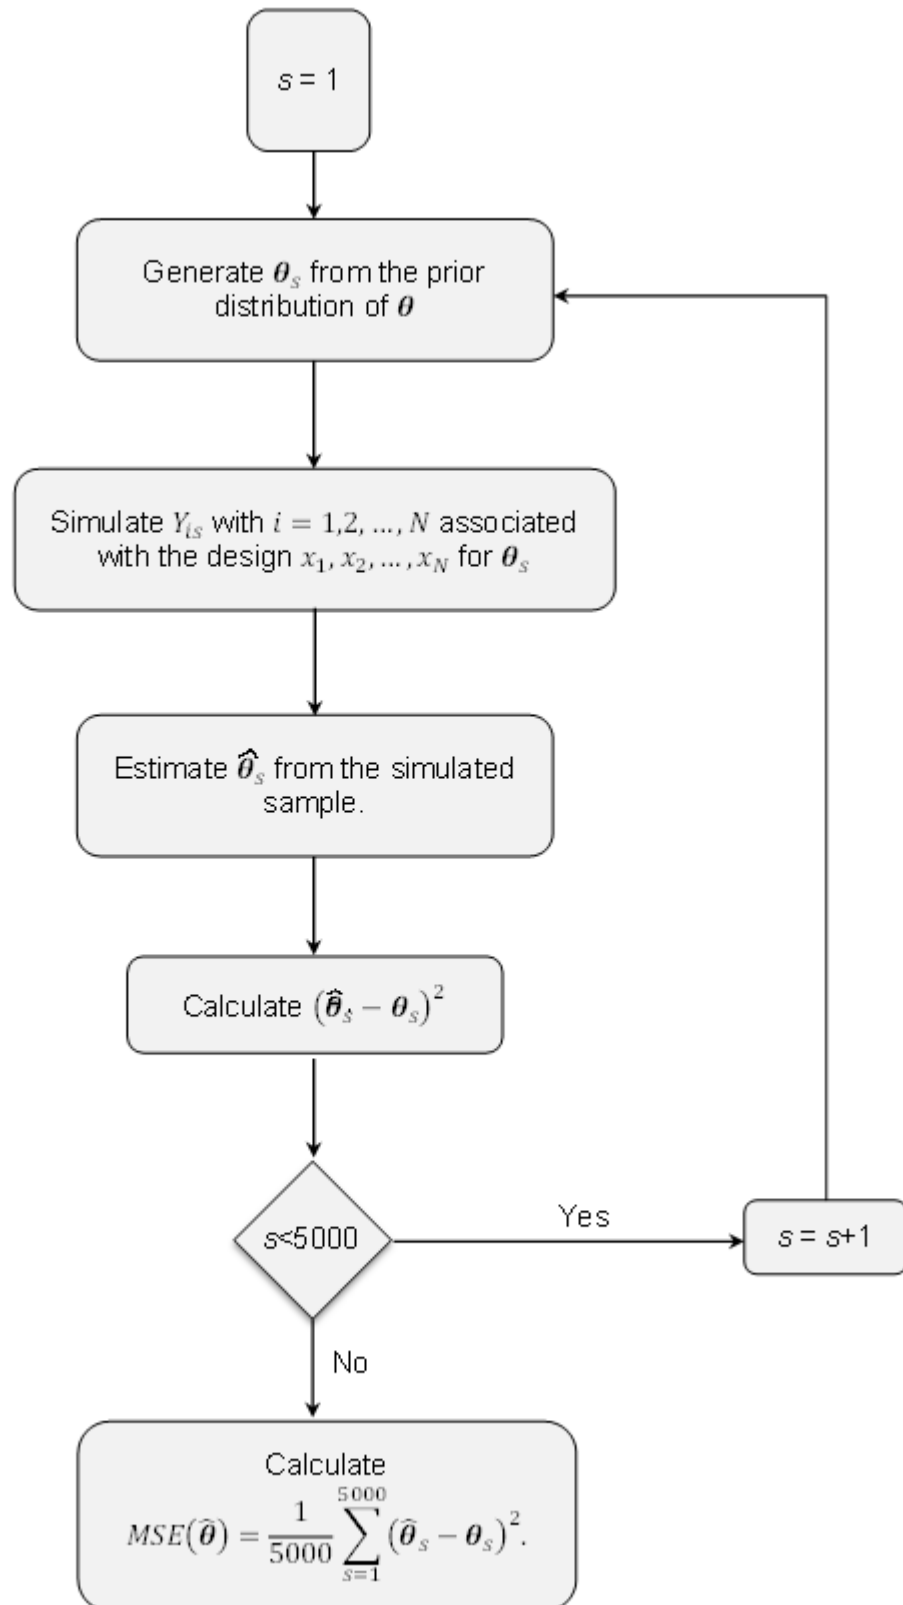 s = 1
Generate θ_s from the prior
distribution of θ
Simulate Y_is with i = 1,2, ..., N associated
with the design x_1, x_2, ..., x_N for θ_s
Estimate θ̂_s from the simulated
sample.
Calculate (θ̂_s − θ_s)^2
s<5000
Yes
s = s+1
No
Calculate
MSE(θ̂) = 1/5000 ∑_{s=1}^{5000} (θ̂_s − θ_s)^2.